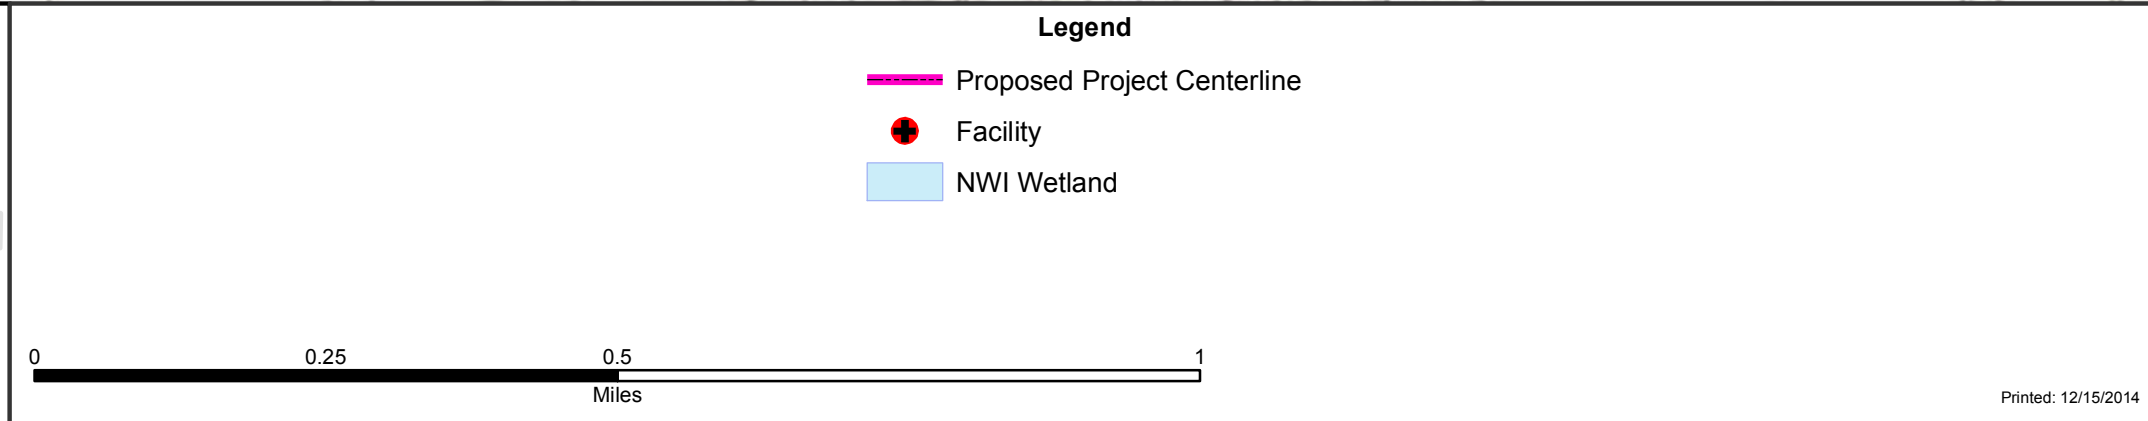 Legend
Proposed Project Centerline
Facility
NWI Wetland
0 0.25 0.5 1
Miles
Printed: 12/15/2014